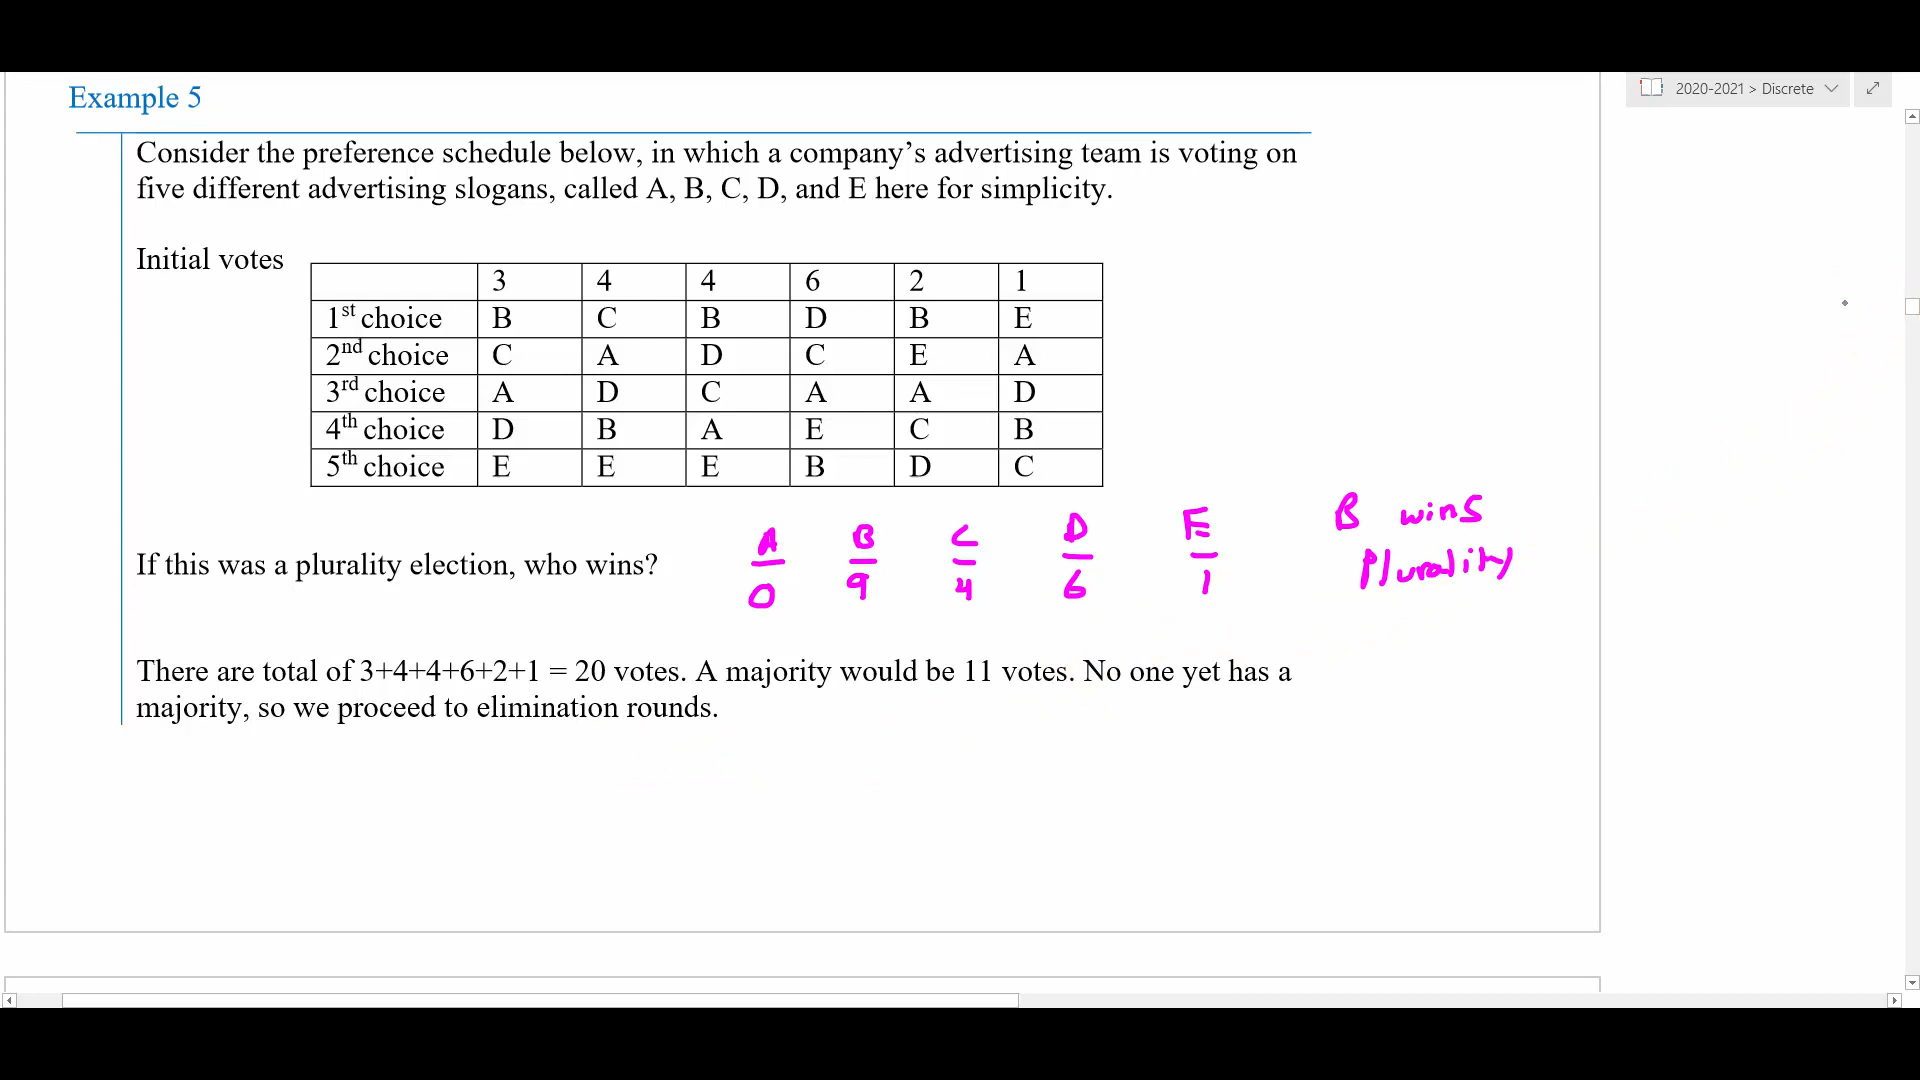 Example 5
2020-2021 > Discrete
Consider the preference schedule below, in which a company's advertising team is voting on
five different advertising slogans, called A, B, C, D, and E here for simplicity.
Initial votes
3 4 4 6 2 1
1st choice B C B D B E
2nd choice C A D C E A
3rd choice A D C A A D
4th choice D B A E C B
5th choice E E E B D C
If this was a plurality election, who wins?
A B C D E
0 9 4 6 1
B wins
Plurality
There are total of 3+4+4+6+2+1 = 20 votes. A majority would be 11 votes. No one yet has a
majority, so we proceed to elimination rounds.